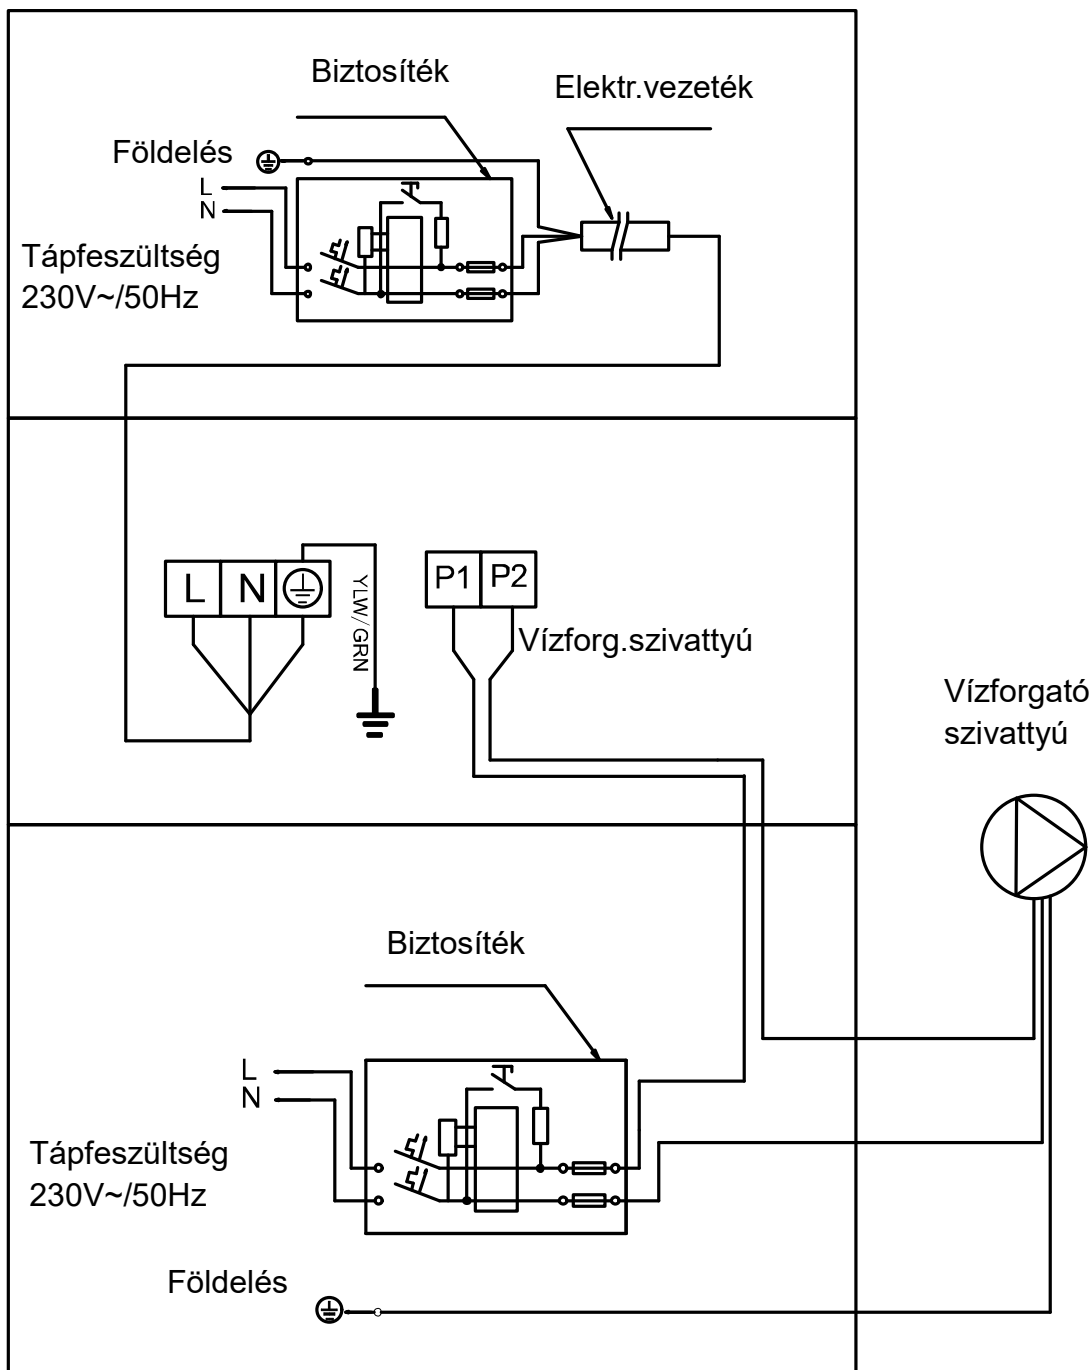 Biztosíték
Elektr.vezeték
Földelés
L
N
Tápfeszültség
230V~/50Hz
L N
YLW/GRN
P1 P2
Vízforg.szivattyú
Vízforgató
szivattyú
Biztosíték
L
N
Tápfeszültség
230V~/50Hz
Földelés